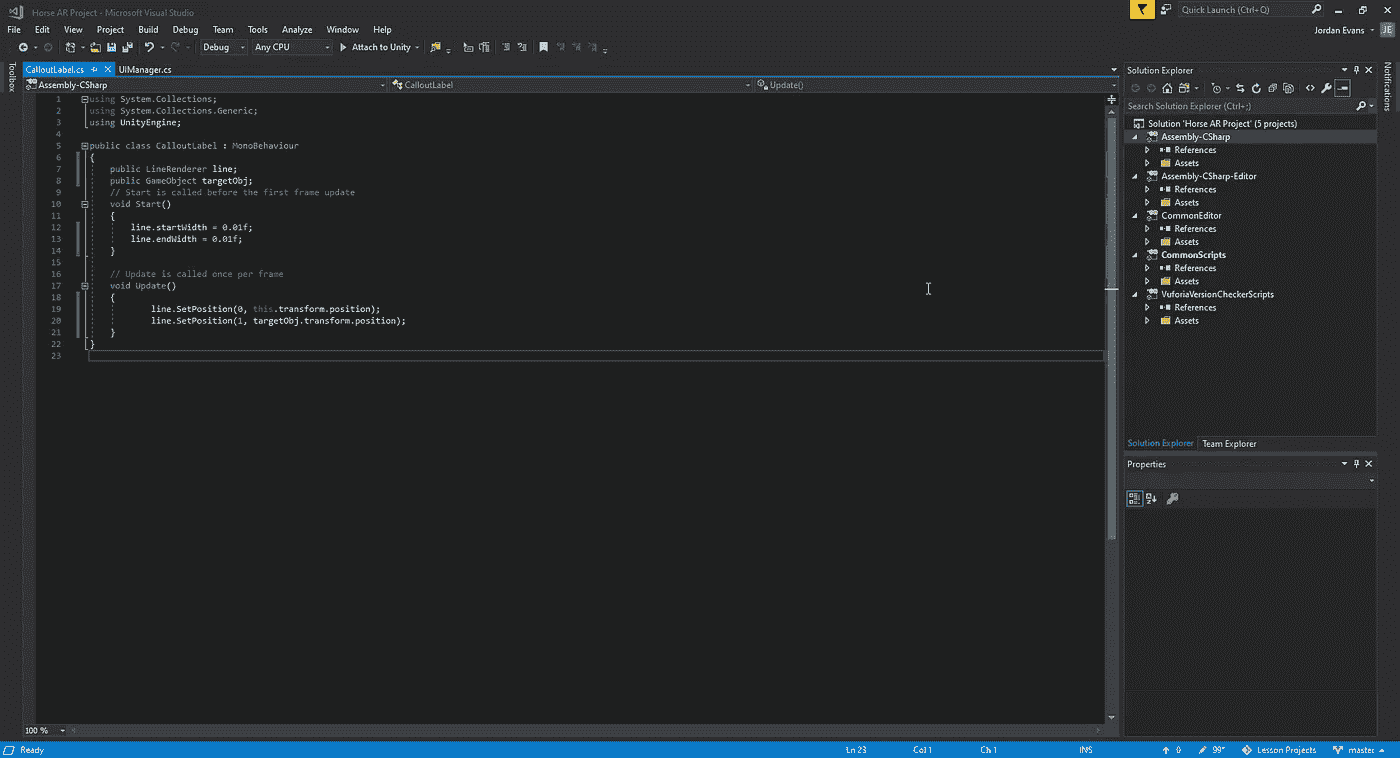 Horse AR Project - Microsoft Visual Studio
Quick Launch (Ctrl+Q)
File Edit View Project Build Debug Team Tools Analyze Window Help
Jordan Evans JE
Debug Any CPU Attach to Unity
Toolbox
CalloutLabel.cs UIManager.cs
Assembly-CSharp CalloutLabel Update()
1 using System.Collections;
2 using System.Collections.Generic;
3 using UnityEngine;
4
5 public class CalloutLabel : MonoBehaviour
6 {
7 public LineRenderer line;
8 public GameObject targetObj;
9 // Start is called before the first frame update
10 void Start()
11 {
12 line.startWidth = 0.01f;
13 line.endWidth = 0.01f;
14 }
15
16 // Update is called once per frame
17 void Update()
18 {
19 line.SetPosition(0, this.transform.position);
20 line.SetPosition(1, targetObj.transform.position);
21 }
22 }
23
100 %
Solution Explorer
Search Solution Explorer (Ctrl+;)
Solution 'Horse AR Project' (5 projects)
Assembly-CSharp
References
Assets
Assembly-CSharp-Editor
References
Assets
CommonEditor
References
Assets
CommonScripts
References
Assets
VuforiaVersionCheckerScripts
References
Assets
Solution Explorer Team Explorer
Properties
Notifications
Ready Ln 23 Col 1 Ch 1 INS 0 Lesson Projects master